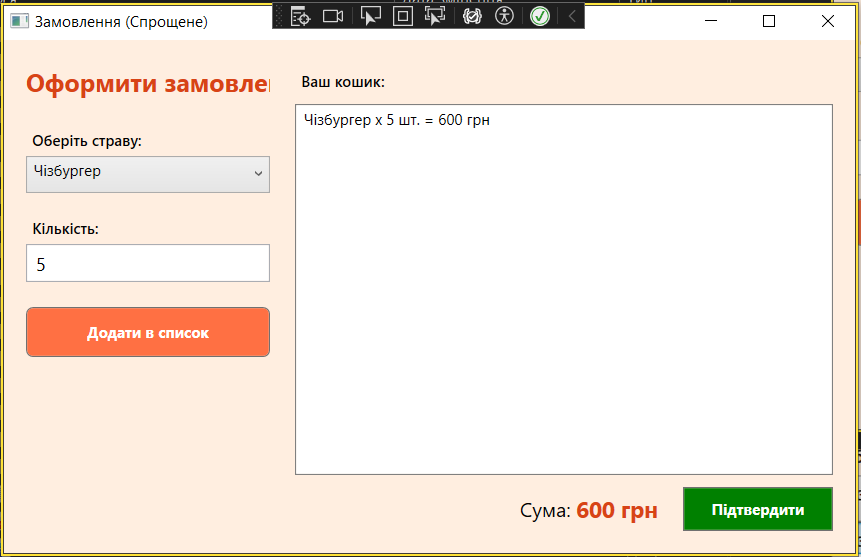 Замовлення (Спрощене)
Оформити замовле
Ваш кошик:
Оберіть страву:
Чізбургер
Чізбургер x 5 шт. = 600 грн
Кількість:
5
Додати в список
Сума: 600 грн
Підтвердити